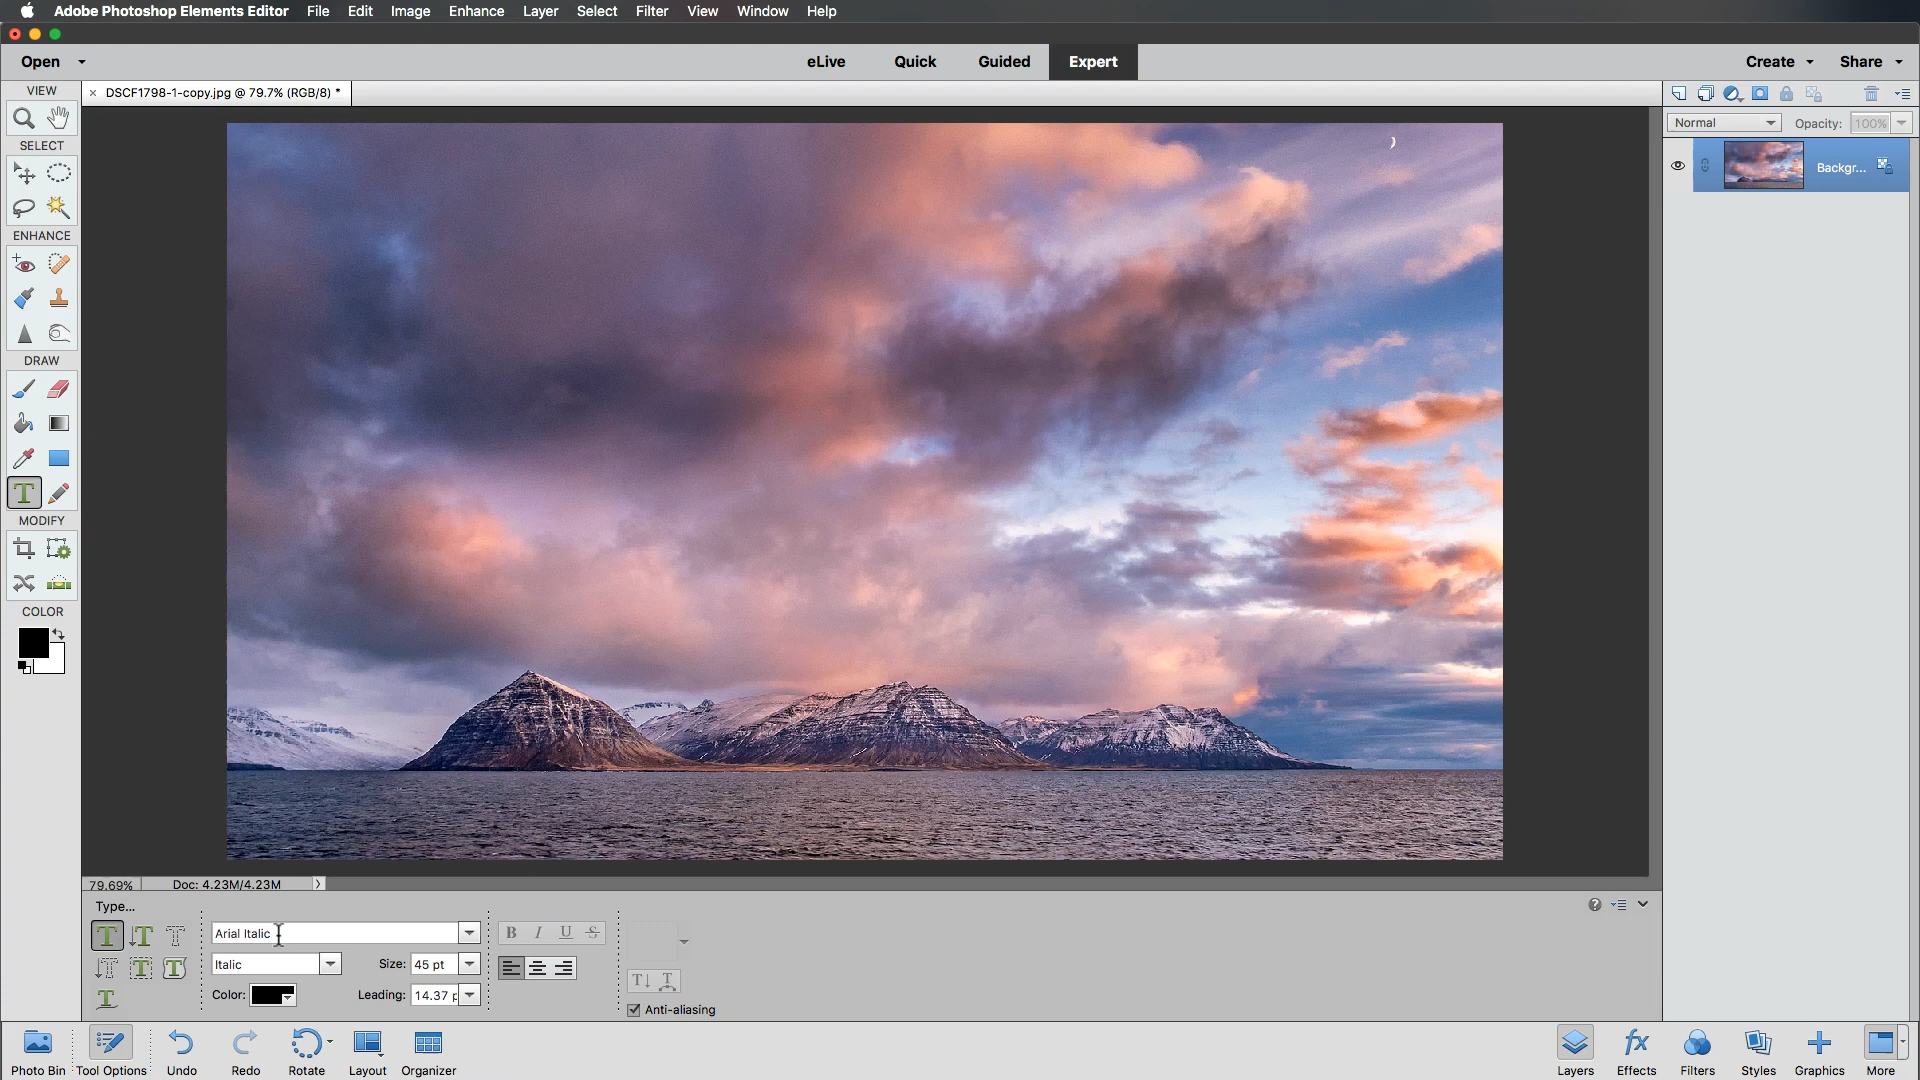 Adobe Photoshop Elements Editor File Edit Image Enhance Layer Select Filter View Window Help
Open eLive Quick Guided Expert Create Share
VIEW
× DSCF1798-1-copy.jpg @ 79.7% (RGB/8) *
Normal Opacity: 100%
SELECT
Backgr...
ENHANCE
DRAW
MODIFY
COLOR
79.69% Doc: 4.23M/4.23M
Type...
Arial Italic
B I U S
Italic Size: 45 pt
Color: Leading: 14.37 p
Anti-aliasing
Photo Bin Tool Options Undo Redo Rotate Layout Organizer Layers Effects Filters Styles Graphics More